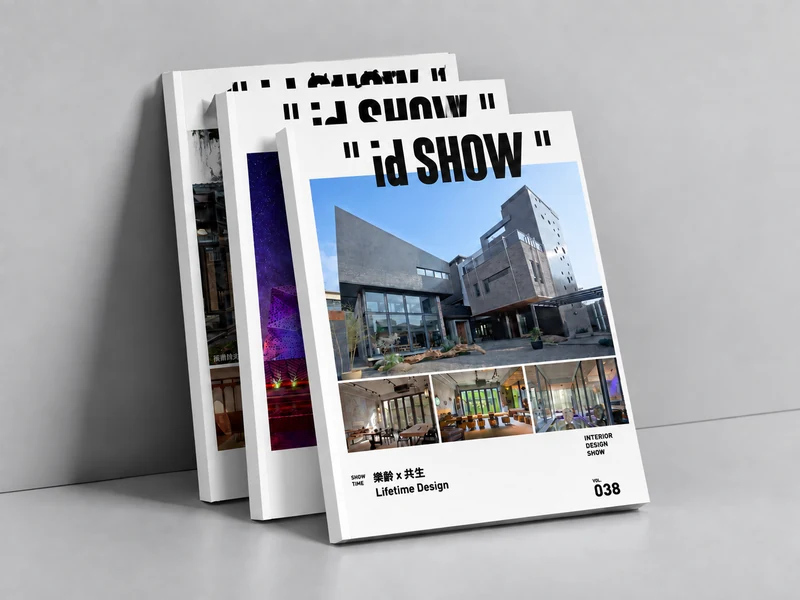 " id SHOW "
" id SHOW "
" id SHOW "
INTERIOR
DESIGN
SHOW
SHOW
TIME
樂齡 x 共生
Lifetime Design
VOL.
038